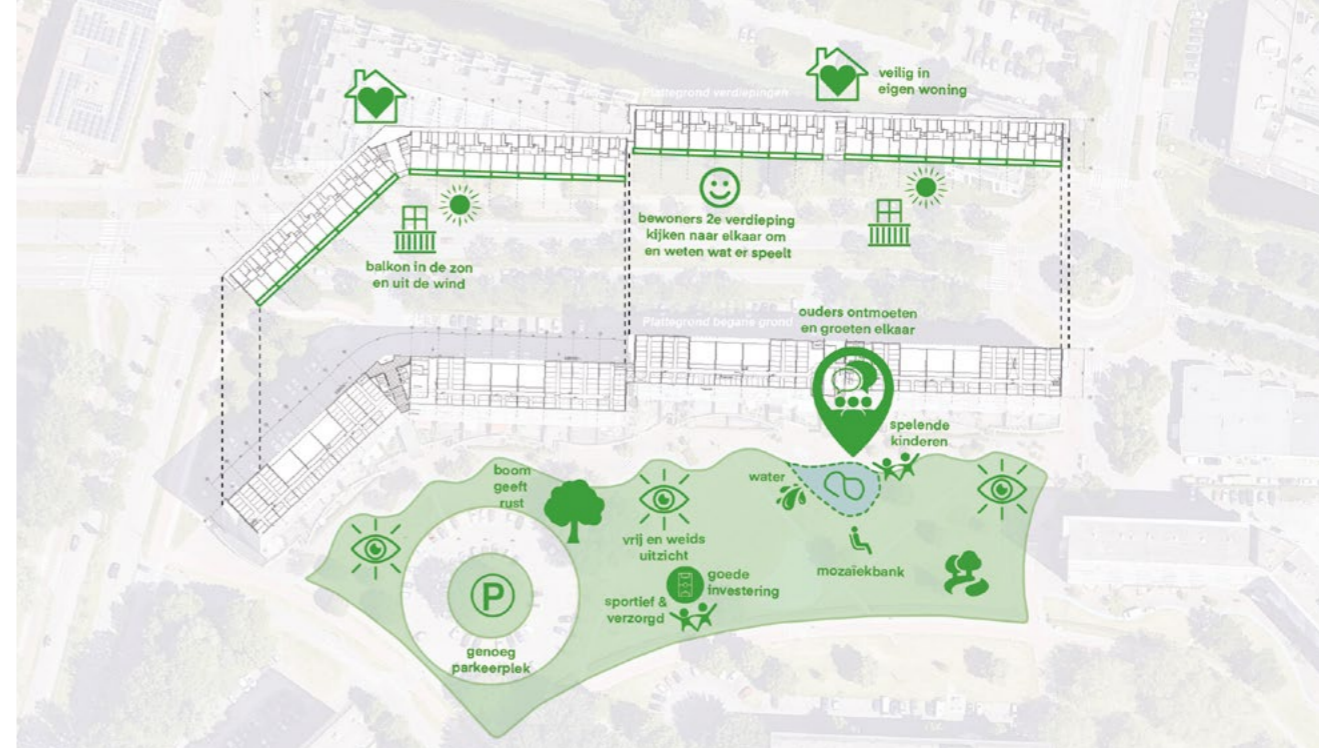 veilig in
eigen woning
Plattegrond verdiepingen
bewoners 2e verdieping
kijken naar elkaar om
en weten wat er speelt
balkon in de zon
en uit de wind
ouders ontmoeten
en groeten elkaar
Plattegrond begane grond
spelende
kinderen
boom
geeft
rust
water
vrij en weids
uitzicht
mozaïekbank
goede
investering
sportief &
verzorgd
P
genoeg
parkeerplek